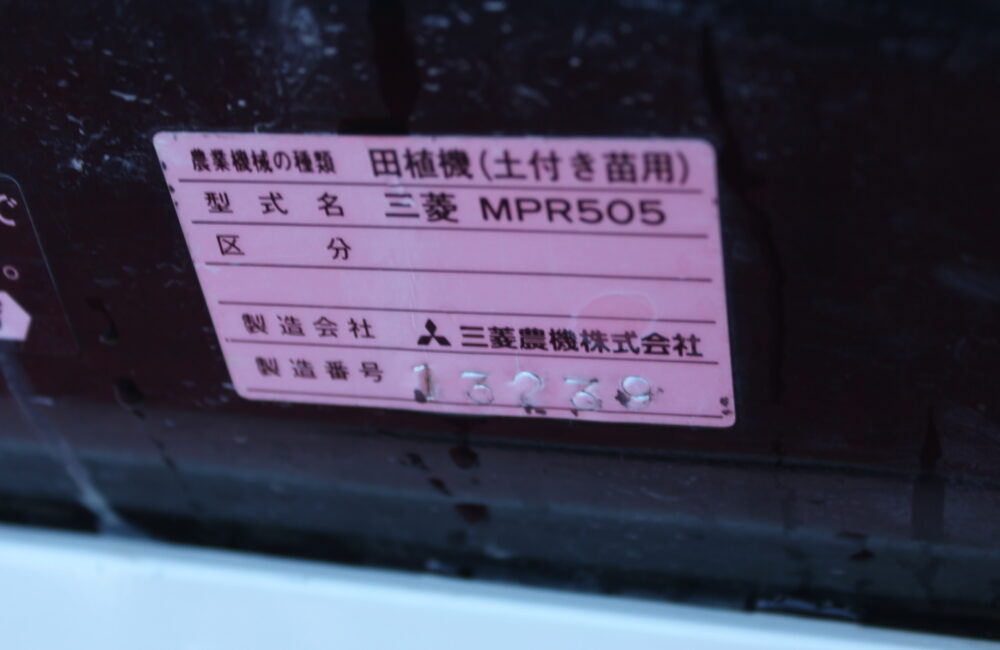 農業機械の種類 田植機(土付き苗用)
型式名 三菱 MPR505
区分
製造会社 三菱農機株式会社
製造番号 13239
で
。